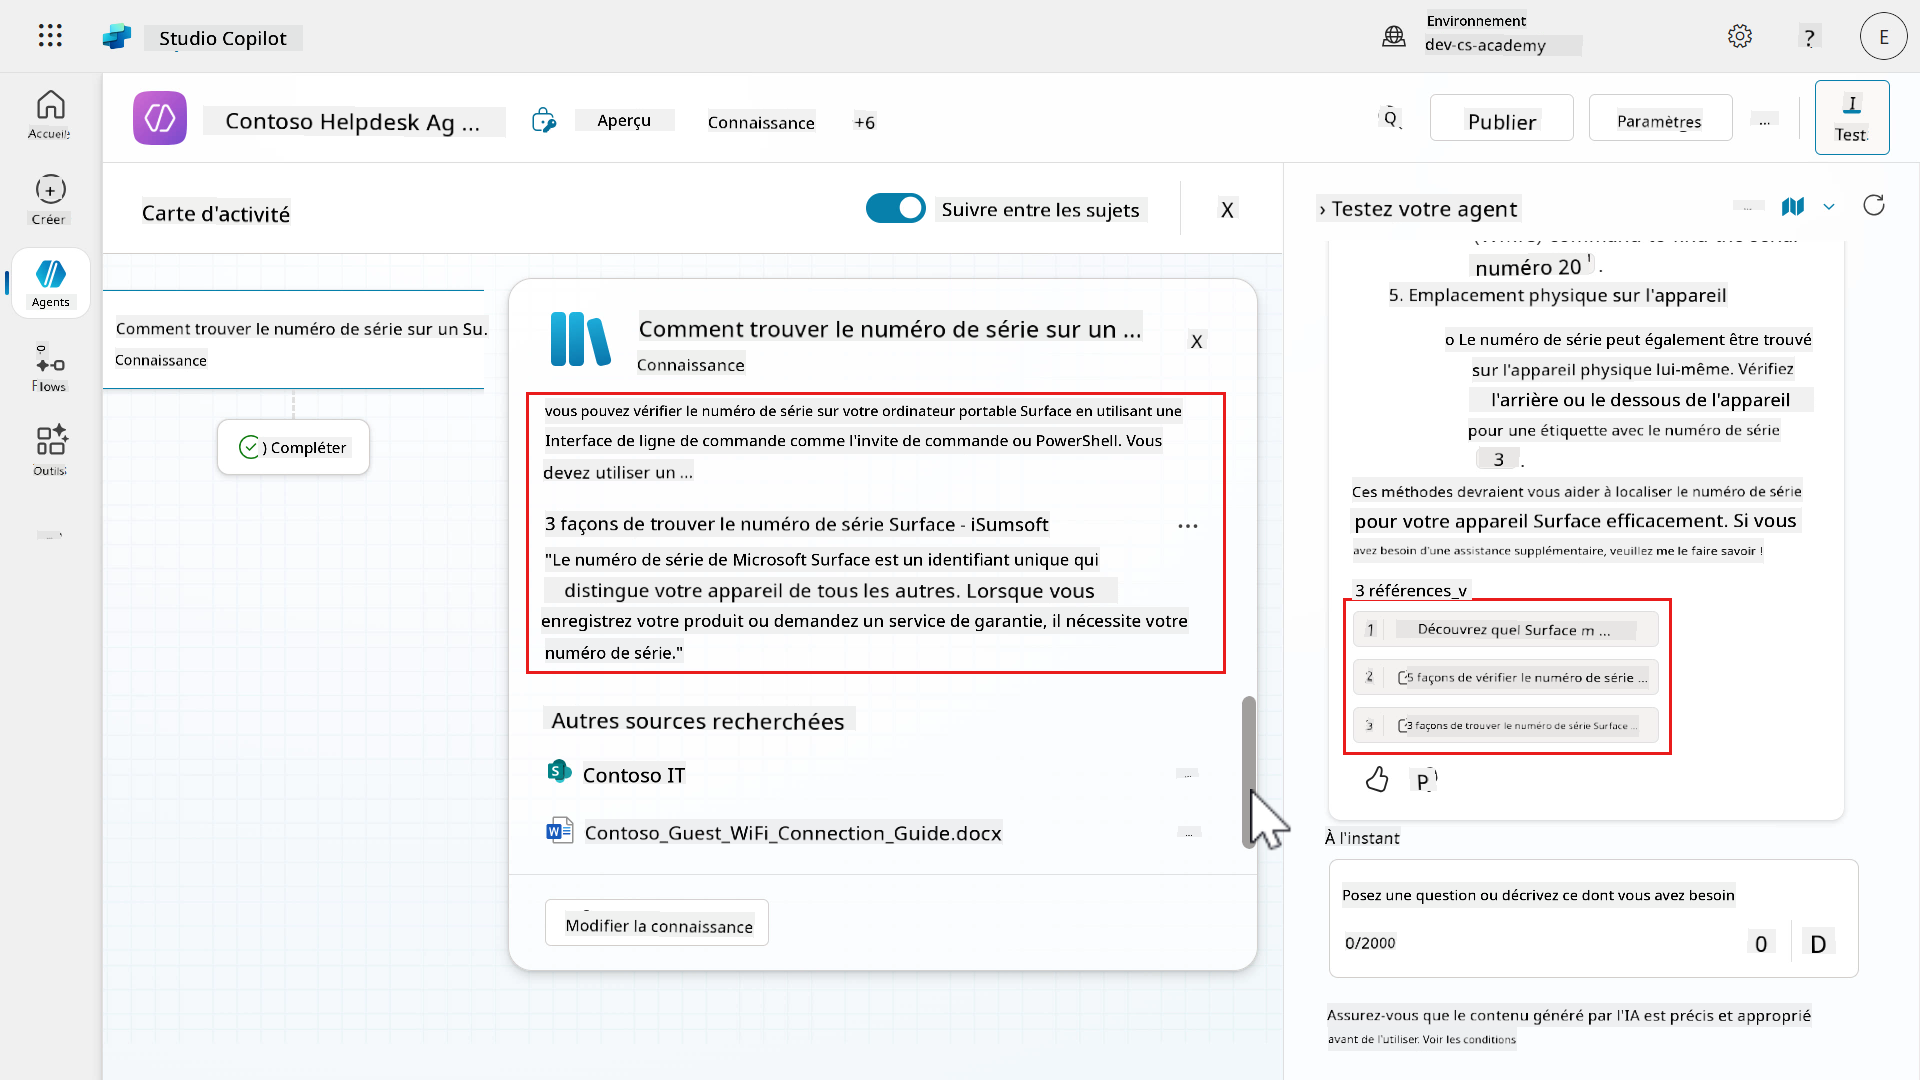 Studio Copilot
Environnement
dev-cs-academy
?
E
Accueil
Créer
Agents
Flows
Outils
Contoso Helpdesk Ag ...
Aperçu
Connaissance
+6
Q
Publier
Paramètres
...
I
Test
Carte d'activité
Suivre entre les sujets
X
Comment trouver le numéro de série sur un Su.
Connaissance
) Compléter
Comment trouver le numéro de série sur un ...
Connaissance
X
vous pouvez vérifier le numéro de série sur votre ordinateur portable Surface en utilisant une
Interface de ligne de commande comme l'invite de commande ou PowerShell. Vous
devez utiliser un ...
3 façons de trouver le numéro de série Surface - iSumsoft
...
"Le numéro de série de Microsoft Surface est un identifiant unique qui
distingue votre appareil de tous les autres. Lorsque vous
enregistrez votre produit ou demandez un service de garantie, il nécessite votre
numéro de série."
Autres sources recherchées
Contoso IT
...
Contoso_Guest_WiFi_Connection_Guide.docx
...
Modifier la connaissance
› Testez votre agent
...
numéro 20 .
5. Emplacement physique sur l'appareil
o Le numéro de série peut également être trouvé
sur l'appareil physique lui-même. Vérifiez
l'arrière ou le dessous de l'appareil
pour une étiquette avec le numéro de série
3 .
Ces méthodes devraient vous aider à localiser le numéro de série
pour votre appareil Surface efficacement. Si vous
avez besoin d'une assistance supplémentaire, veuillez me le faire savoir !
3 références_v
1 Découvrez quel Surface m ...
2 5 façons de vérifier le numéro de série ...
3 3 façons de trouver le numéro de série Surface ...
P
À l'instant
Posez une question ou décrivez ce dont vous avez besoin
0/2000
0
D
Assurez-vous que le contenu généré par l'IA est précis et approprié
avant de l'utiliser. Voir les conditions